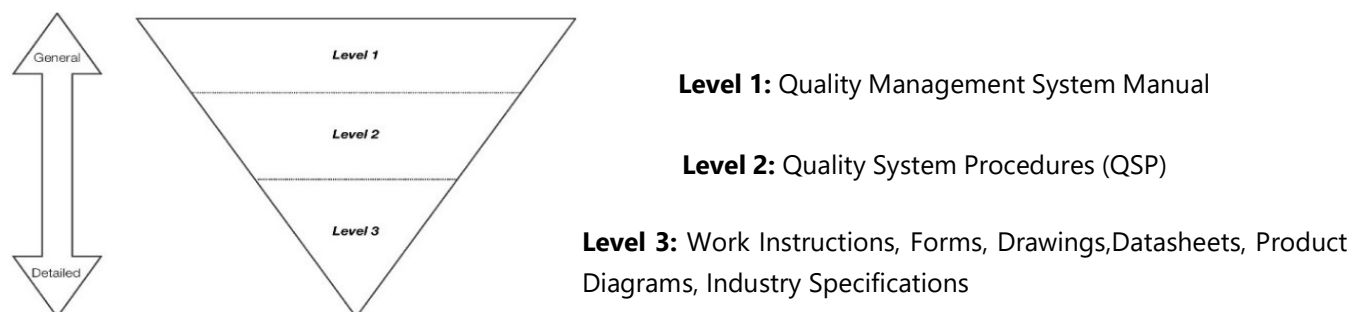 General
Level 1
Level 2
Level 3
Detailed
Level 1: Quality Management System Manual
Level 2: Quality System Procedures (QSP)
Level 3: Work Instructions, Forms, Drawings,Datasheets, Product
Diagrams, Industry Specifications